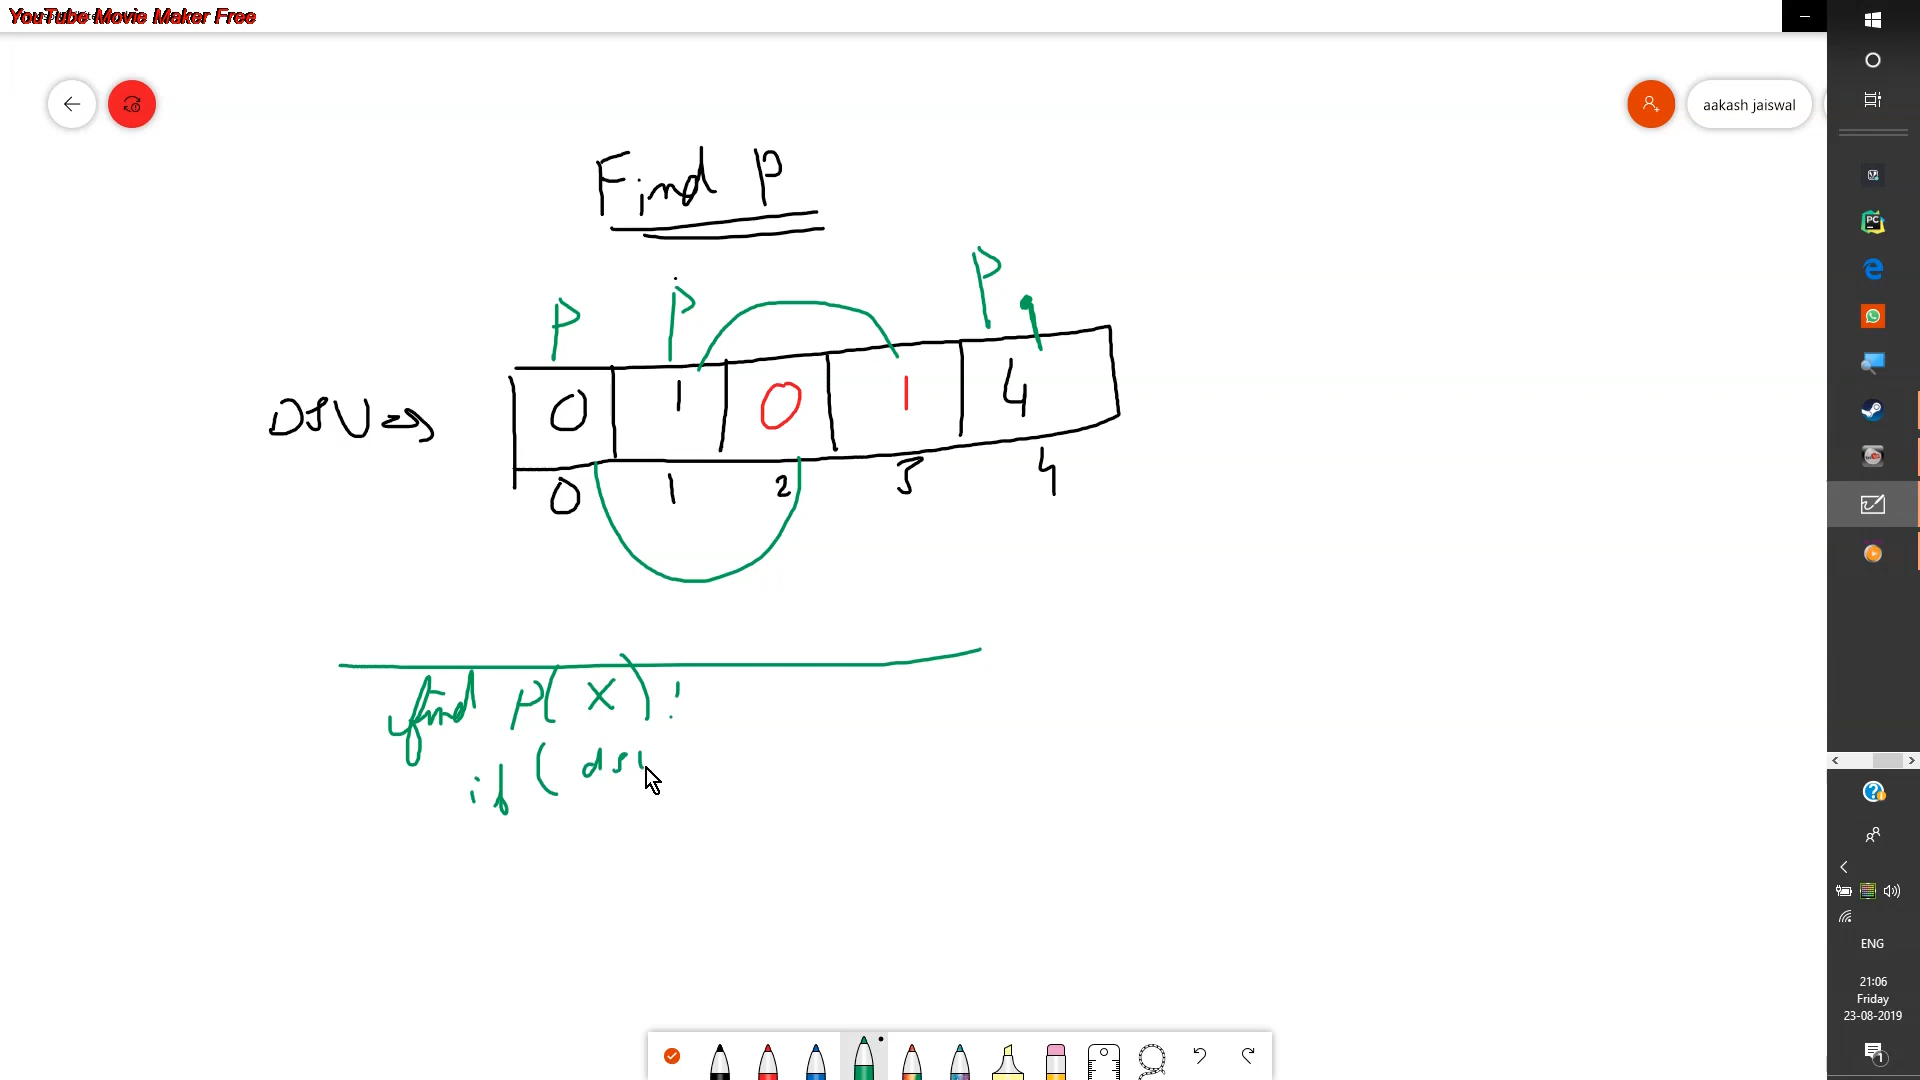 YouTube Movie Maker Free
aakash jaiswal
Find P
P P P
DSU ⇒ 0 1 0 1 4
0 1 2 3 4
find P( X ) :
if ( dsu
ENG
21:06
Friday
23-08-2019
1